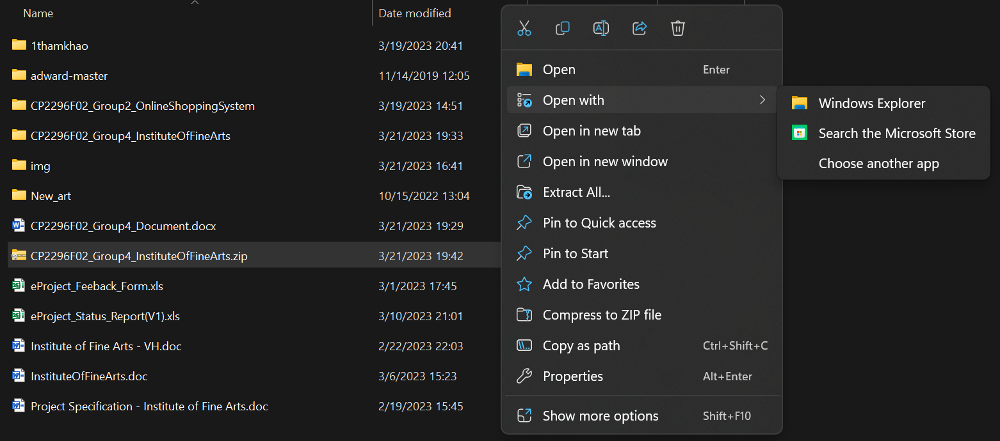 Name Date modified
1thamkhao 3/19/2023 20:41
adward-master 11/14/2019 12:05
CP2296F02_Group2_OnlineShoppingSystem 3/19/2023 14:51
CP2296F02_Group4_InstituteOfFineArts 3/21/2023 19:33
img 3/21/2023 16:41
New_art 10/15/2022 13:04
CP2296F02_Group4_Document.docx 3/21/2023 19:29
CP2296F02_Group4_InstituteOfFineArts.zip 3/21/2023 19:42
eProject_Feeback_Form.xls 3/1/2023 17:45
eProject_Status_Report(V1).xls 3/10/2023 21:01
Institute of Fine Arts - VH.doc 2/22/2023 22:03
InstituteOfFineArts.doc 3/6/2023 15:23
Project Specification - Institute of Fine Arts.doc 2/19/2023 15:45
Open Enter
Open with
Open in new tab
Open in new window
Extract All...
Pin to Quick access
Pin to Start
Add to Favorites
Compress to ZIP file
Copy as path Ctrl+Shift+C
Properties Alt+Enter
Show more options Shift+F10
Windows Explorer
Search the Microsoft Store
Choose another app